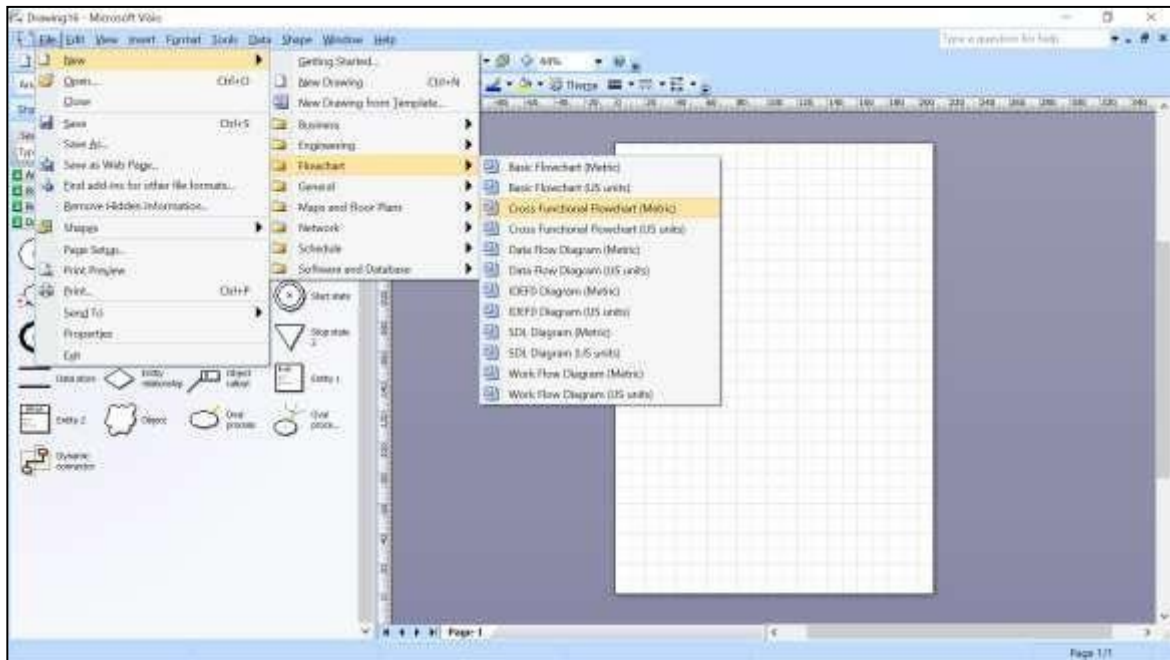 Drawing16 - Microsoft Visio
File Edit View Insert Format Tools Data Shape Window Help
Type a question for help
New
Open... Ctrl+O
Close
Save Ctrl+S
Save As...
Save as Web Page...
Find add-ins for other file formats...
Remove Hidden Information...
Shapes
Page Setup...
Print Preview
Print... Ctrl+P
Send To
Properties
Exit
Getting Started...
New Drawing Ctrl+N
New Drawing from Template...
Business
Engineering
Flowchart
General
Maps and Floor Plans
Network
Schedule
Software and Database
Basic Flowchart (Metric)
Basic Flowchart (US units)
Cross Functional Flowchart (Metric)
Cross Functional Flowchart (US units)
Data Flow Diagram (Metric)
Data Flow Diagram (US units)
IDEF0 Diagram (Metric)
IDEF0 Diagram (US units)
SDL Diagram (Metric)
SDL Diagram (US units)
Work Flow Diagram (Metric)
Work Flow Diagram (US units)
44%
Theme
Start state
Stop state
2
Data store
Entity
relationship
Object
callout
Entity 1
Entity 2
Object
Oval
process
Oval
proce...
Dynamic
connector
Page-1
Page 1/1